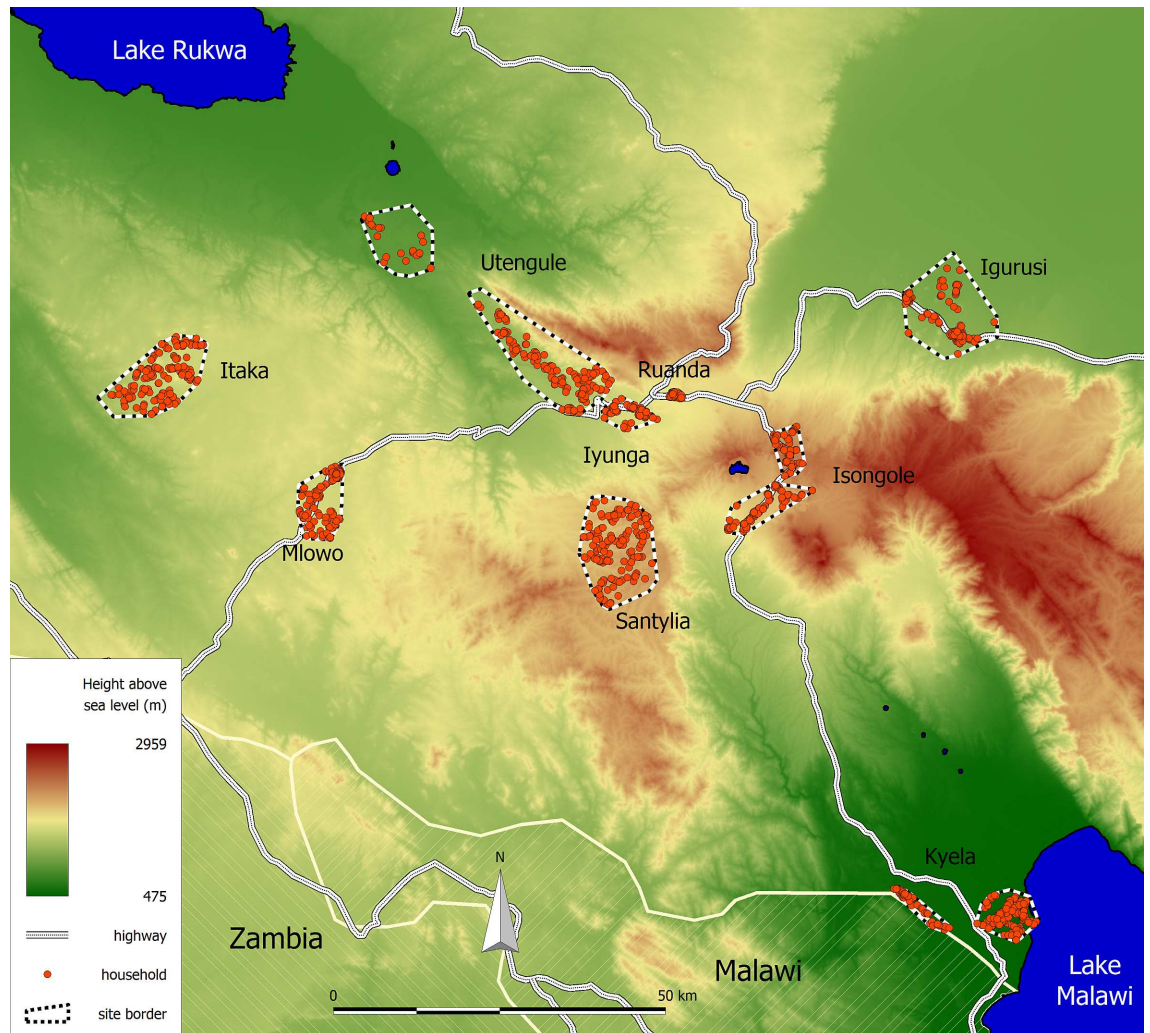 Lake Rukwa
Utengule
Igurusi
Itaka
Ruanda
Iyunga
Isongole
Mlowo
Santylia
Height above
sea level (m)
2959
475
highway
household
site border
N
Kyela
Zambia
Malawi
Lake
Malawi
0
50 km